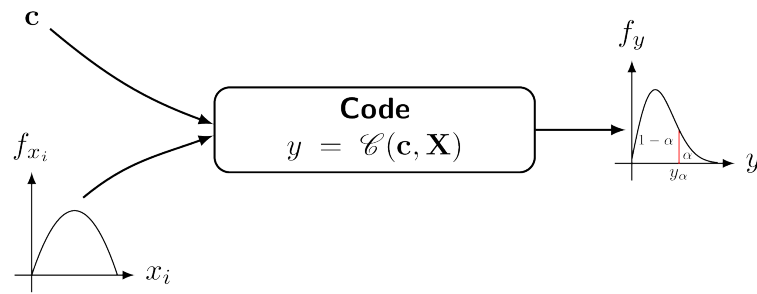 c
f_{x_i}
x_i
Code
y = 𝒞(c, X)
f_y
1 − α
α
y_α
y